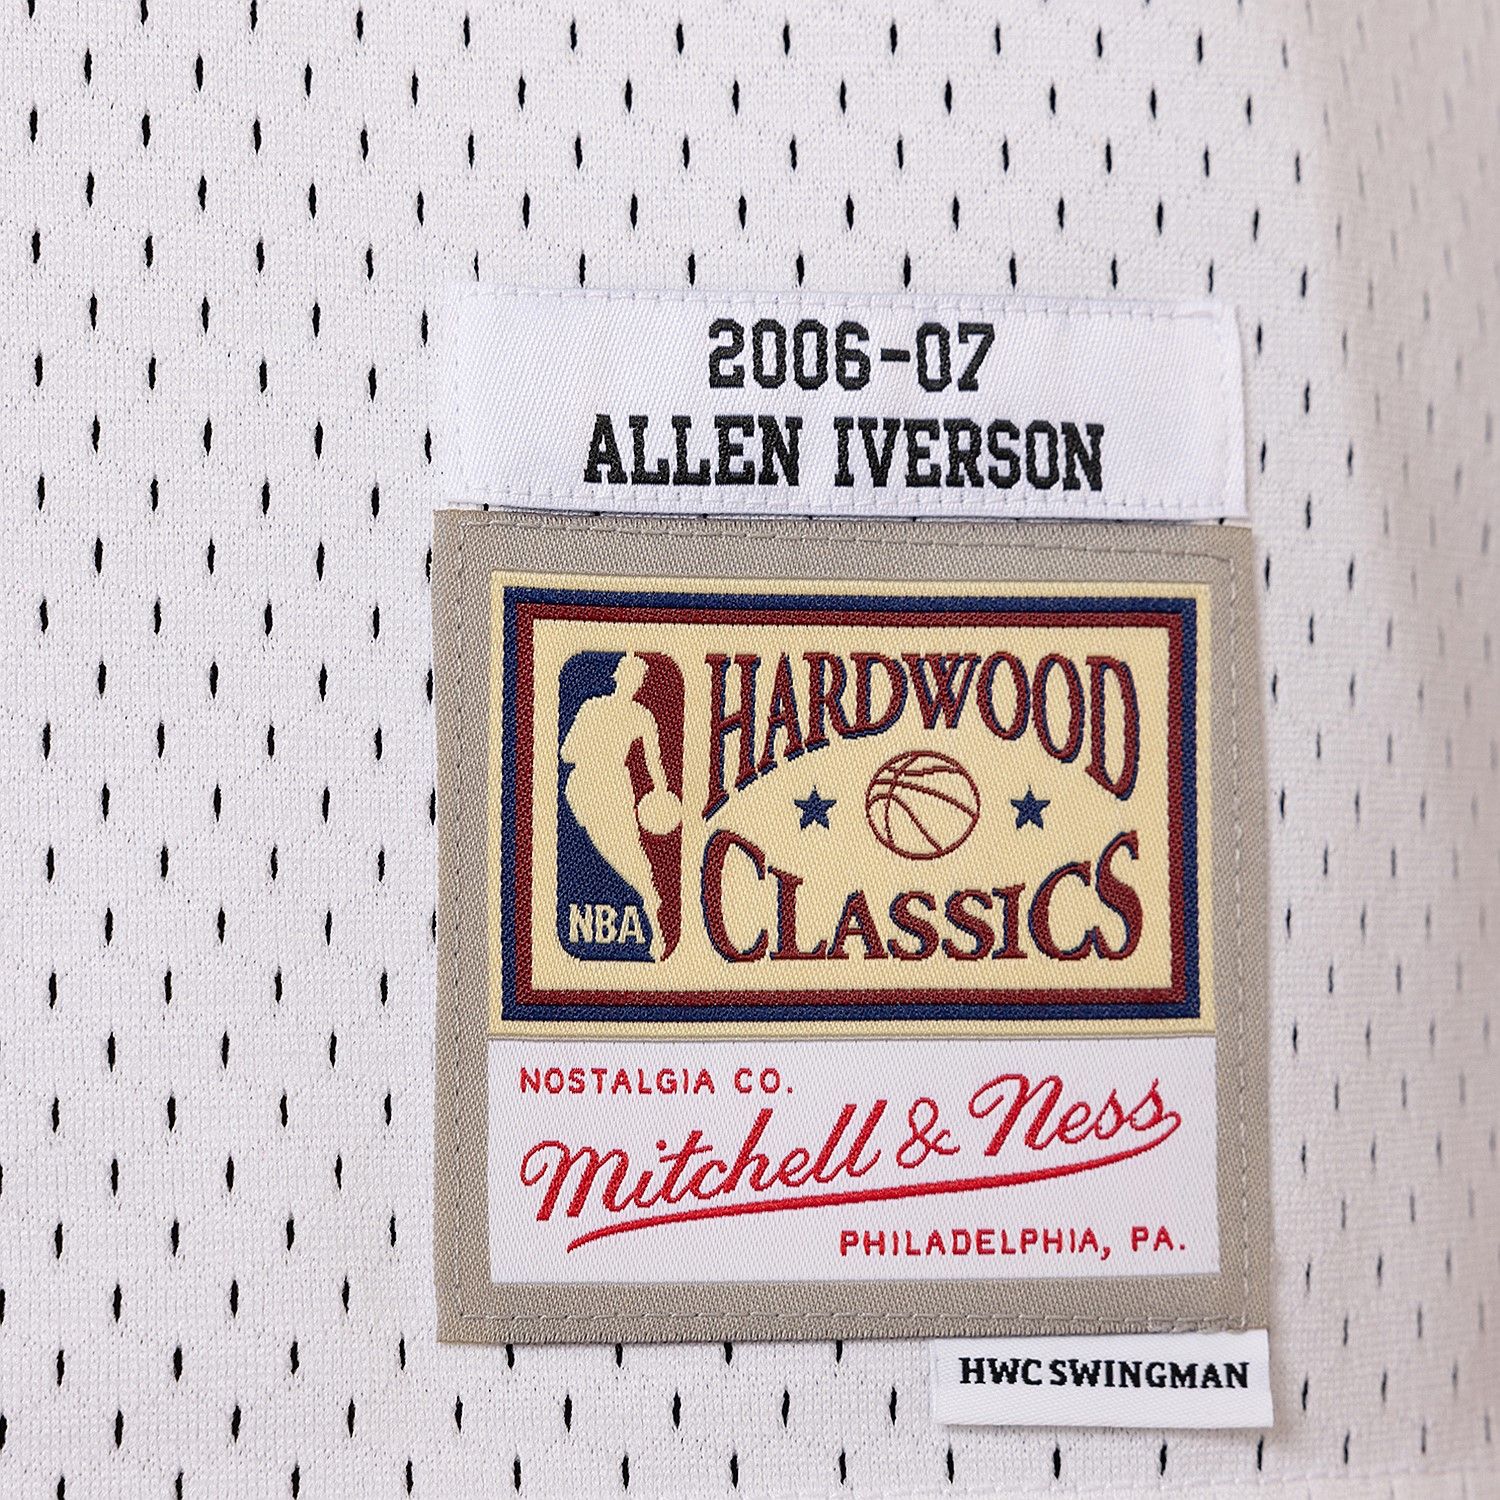 2006-07
ALLEN IVERSON
HARDWOOD
CLASSICS
NBA
NOSTALGIA CO.
Mitchell & Ness
PHILADELPHIA, PA.
HWC SWINGMAN